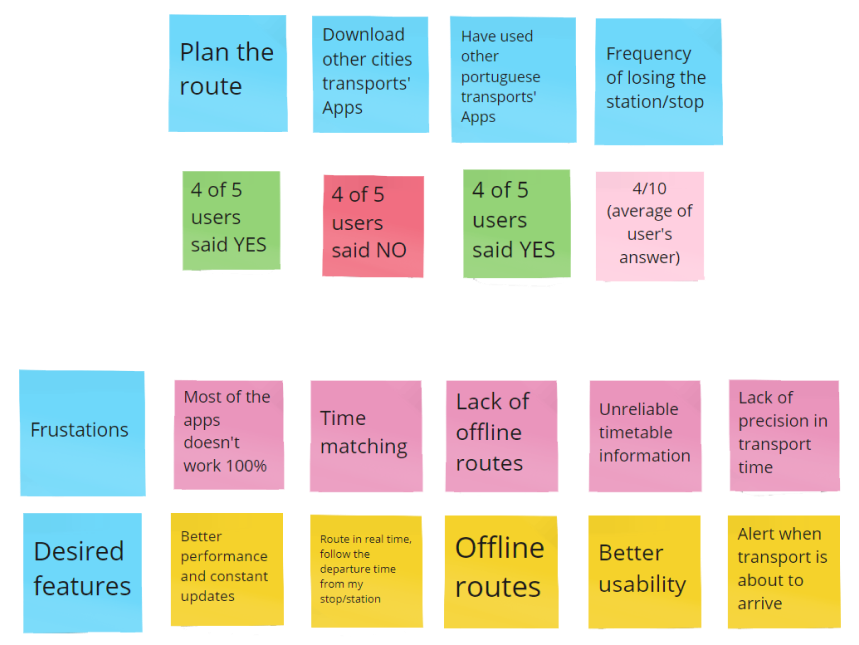 Plan the
route
Download
other cities
transports'
Apps
Have used
other
portuguese
transports'
Apps
Frequency
of losing the
station/stop
4 of 5
users
said YES
4 of 5
users
said NO
4 of 5
users
said YES
4/10
(average of
user's
answer)
Frustations
Most of the
apps
doesn't
work 100%
Time
matching
Lack of
offline
routes
Unreliable
timetable
information
Lack of
precision in
transport
time
Desired
features
Better
performance
and constant
updates
Route in real time,
follow the
departure time
from my
stop/station
Offline
routes
Better
usability
Alert when
transport is
about to
arrive